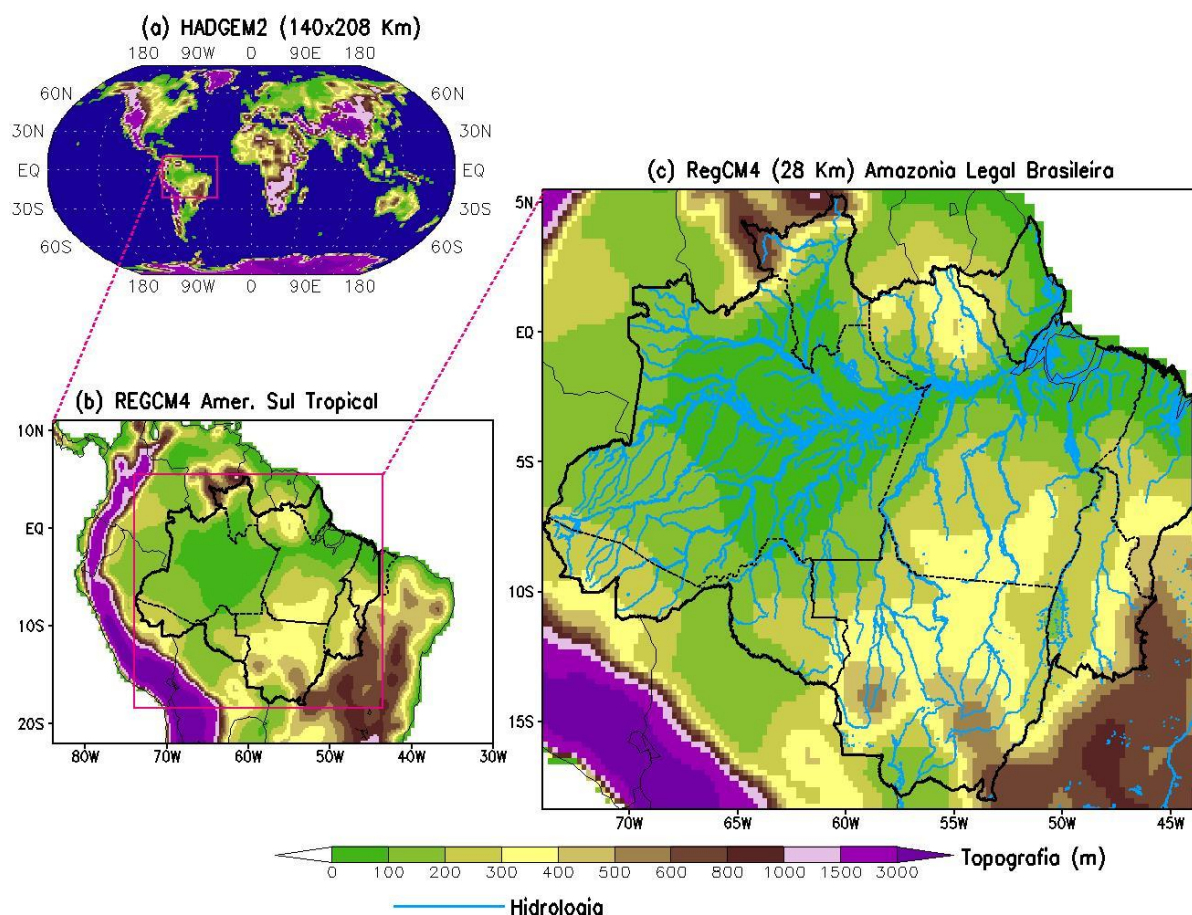 (a) HADGEM2 (140x208 Km)
180 90W 0 90E 180
60N 60N
30N 30N
EQ EQ
30S 30S
60S 60S
180 90W 0 90E 180
(c) RegCM4 (28 Km) Amazonia Legal Brasileira
5N
EQ
5S
10S
15S
70W 65W 60W 55W 50W 45W
(b) REGCM4 Amer. Sul Tropical
10N
EQ
10S
20S
80W 70W 60W 50W 40W 30W
0 100 200 300 400 500 600 800 1000 1500 3000 Topografia (m)
Hidrologia